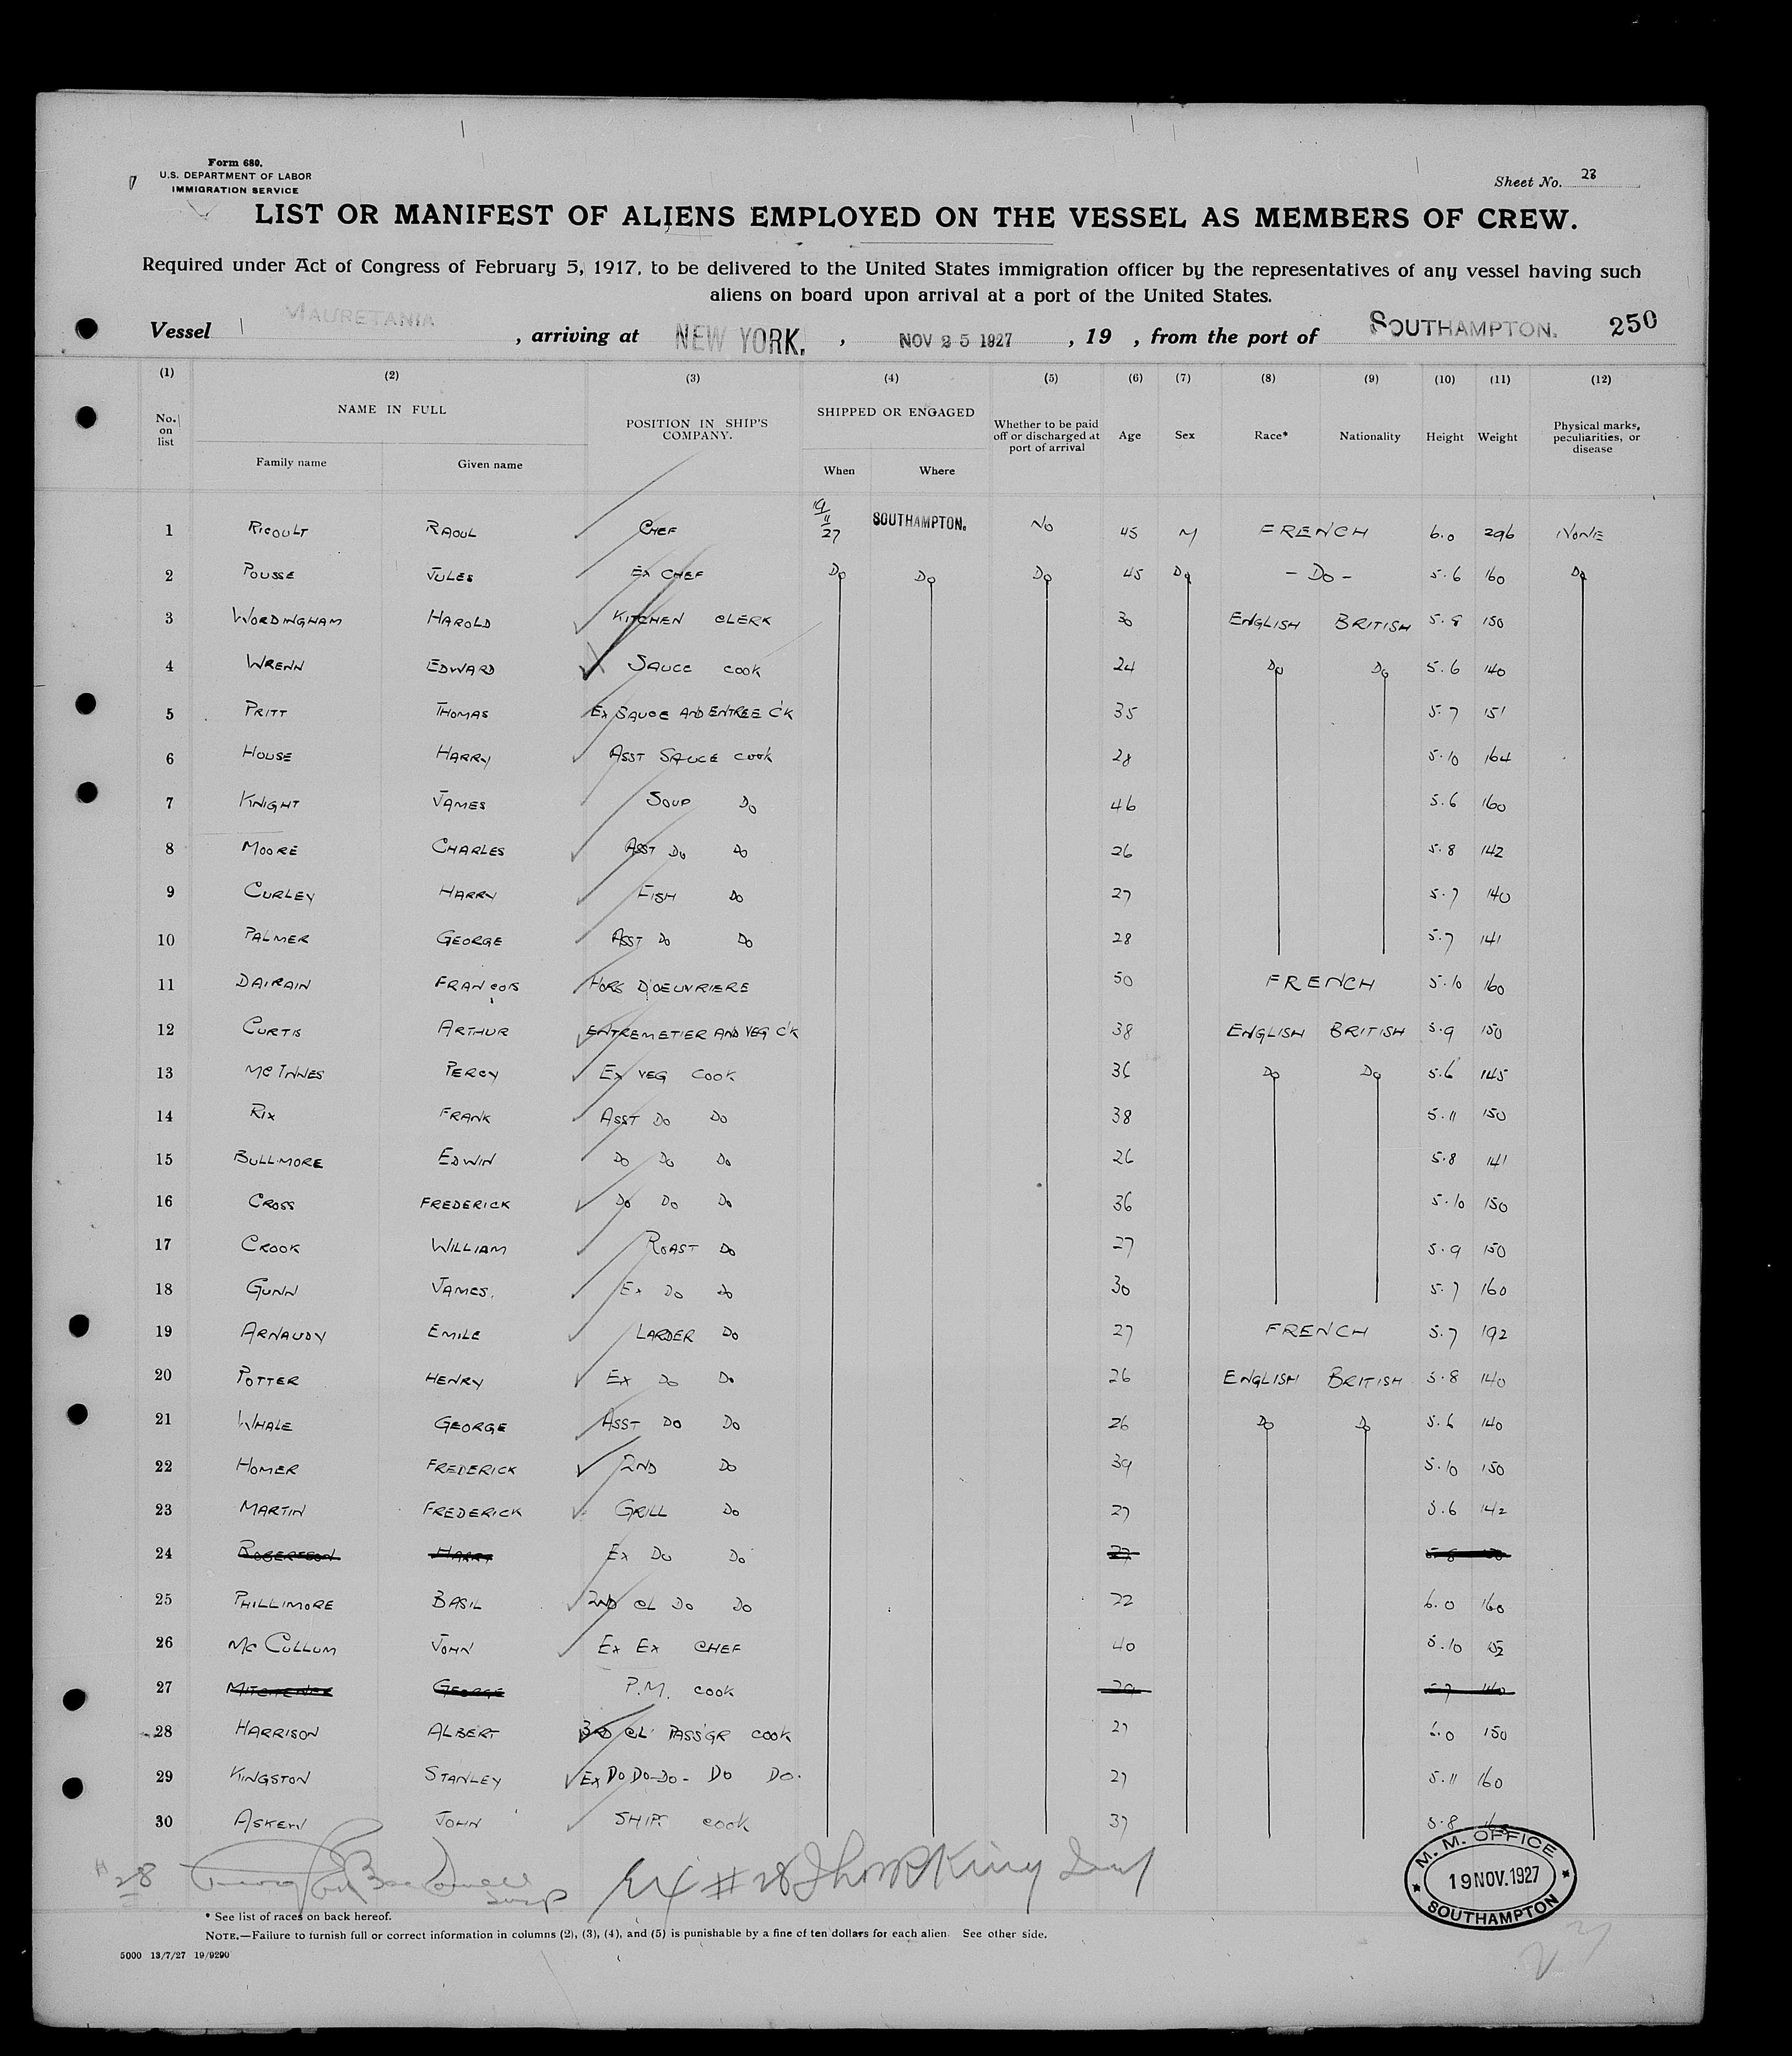 Form 680.
U.S. DEPARTMENT OF LABOR
IMMIGRATION SERVICE
Sheet No. 28
LIST OR MANIFEST OF ALIENS EMPLOYED ON THE VESSEL AS MEMBERS OF CREW.
Required under Act of Congress of February 5, 1917, to be delivered to the United States immigration officer by the representatives of any vessel having such
aliens on board upon arrival at a port of the United States.
Vessel MAURETANIA, arriving at NEW YORK, NOV 25 1927, 19 , from the port of SOUTHAMPTON. 250
(1) (2) (3) (4) (5) (6) (7) (8) (9) (10) (11) (12)
No. on list NAME IN FULL POSITION IN SHIP'S COMPANY. SHIPPED OR ENGAGED Whether to be paid off or discharged at port of arrival Age Sex Race* Nationality Height Weight Physical marks, peculiarities, or disease
Family name Given name When Where
1 RICOULT RAOUL CHEF 19/11/27 SOUTHAMPTON. NO 45 M FRENCH 6.0 296 NONE
2 POUSSE JULES EX CHEF DO DO DO 45 DO - DO - 5.6 160 DO
3 WORDINGHAM HAROLD KITCHEN CLERK 30 ENGLISH BRITISH 5.8 150
4 WRENN EDWARD SAUCE COOK 24 DO DO 5.6 140
5 PRITT THOMAS EX SAUCE AND ENTREE C'K 35 5.7 151
6 HOUSE HARRY ASST SAUCE COOK 28 5.10 164
7 KNIGHT JAMES SOUP DO 46 5.6 160
8 MOORE CHARLES ASST DO DO 26 5.8 142
9 CURLEY HARRY FISH DO 27 5.7 140
10 PALMER GEORGE ASST DO DO 28 5.7 141
11 DAIRAIN FRANÇOIS HORS D'OEUVRIERE 50 FRENCH 5.10 160
12 CURTIS ARTHUR ENTREMETIER AND VEG C'K 38 ENGLISH BRITISH 5.9 150
13 MC INNES PERCY EX VEG COOK 36 DO DO 5.6 145
14 RIX FRANK ASST DO DO 38 5.11 150
15 BULLMORE EDWIN DO DO DO 26 5.8 141
16 CROSS FREDERICK DO DO DO 36 5.10 150
17 CROOK WILLIAM ROAST DO 27 5.9 150
18 GUNN JAMES. EX DO DO 30 5.7 160
19 ARNAUDY EMILE LARDER DO 27 FRENCH 5.7 192
20 POTTER HENRY EX DO DO 26 ENGLISH BRITISH 5.8 140
21 WHALE GEORGE ASST DO DO 26 DO DO 5.6 140
22 HOMER FREDERICK 2ND DO 39 5.10 150
23 MARTIN FREDERICK GRILL DO 27 5.6 142
24 ROBERTSON HARRY EX DO DO 27
25 PHILLIMORE BASIL 2ND CL DO DO 22 6.0 160
26 MC CULLUM JOHN EX EX CHEF 40 5.10
27 MITCHENER GEORGE P.M. COOK 5.7 140
28 HARRISON ALBERT 3RD CL PASS'GR COOK 27 6.0 150
29 KINGSTON STANLEY EX DO DO-DO- DO DO. 27 5.11 160
30 ASKEW JOHN SHIPS COOK 37 5.8
# 28
M. M. OFFICE
19 NOV. 1927
SOUTHAMPTON
* See list of races on back hereof.
NOTE.—Failure to furnish full or correct information in columns (2), (3), (4), and (5) is punishable by a fine of ten dollars for each alien. See other side.
5000 13/7/27 19/9290